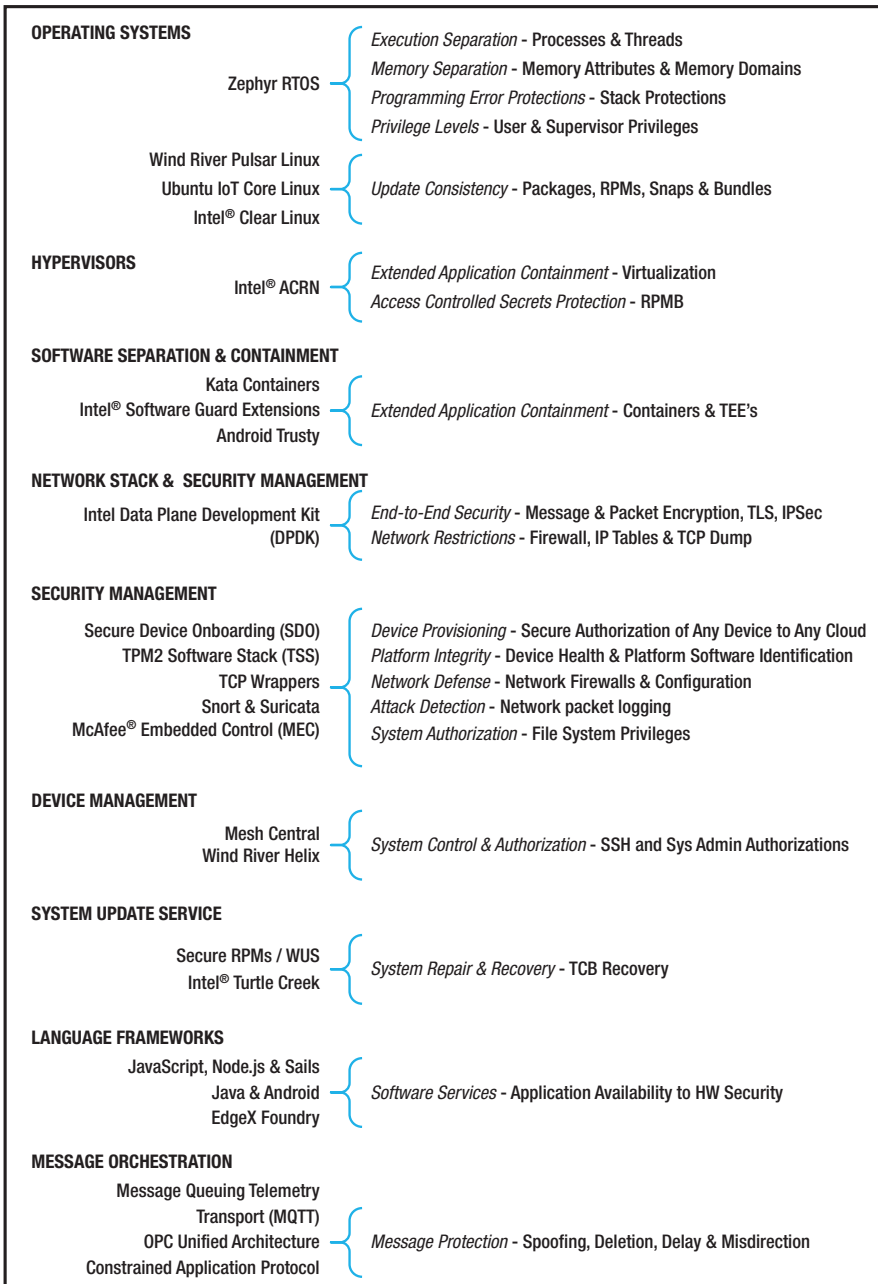 OPERATING SYSTEMS
Zephyr RTOS
Execution Separation - Processes & Threads
Memory Separation - Memory Attributes & Memory Domains
Programming Error Protections - Stack Protections
Privilege Levels - User & Supervisor Privileges
Wind River Pulsar Linux
Ubuntu IoT Core Linux
Intel® Clear Linux
Update Consistency - Packages, RPMs, Snaps & Bundles
HYPERVISORS
Intel® ACRN
Extended Application Containment - Virtualization
Access Controlled Secrets Protection - RPMB
SOFTWARE SEPARATION & CONTAINMENT
Kata Containers
Intel® Software Guard Extensions
Android Trusty
Extended Application Containment - Containers & TEE's
NETWORK STACK & SECURITY MANAGEMENT
Intel Data Plane Development Kit
(DPDK)
End-to-End Security - Message & Packet Encryption, TLS, IPSec
Network Restrictions - Firewall, IP Tables & TCP Dump
SECURITY MANAGEMENT
Secure Device Onboarding (SDO)
TPM2 Software Stack (TSS)
TCP Wrappers
Snort & Suricata
McAfee® Embedded Control (MEC)
Device Provisioning - Secure Authorization of Any Device to Any Cloud
Platform Integrity - Device Health & Platform Software Identification
Network Defense - Network Firewalls & Configuration
Attack Detection - Network packet logging
System Authorization - File System Privileges
DEVICE MANAGEMENT
Mesh Central
Wind River Helix
System Control & Authorization - SSH and Sys Admin Authorizations
SYSTEM UPDATE SERVICE
Secure RPMs / WUS
Intel® Turtle Creek
System Repair & Recovery - TCB Recovery
LANGUAGE FRAMEWORKS
JavaScript, Node.js & Sails
Java & Android
EdgeX Foundry
Software Services - Application Availability to HW Security
MESSAGE ORCHESTRATION
Message Queuing Telemetry
Transport (MQTT)
OPC Unified Architecture
Constrained Application Protocol
Message Protection - Spoofing, Deletion, Delay & Misdirection